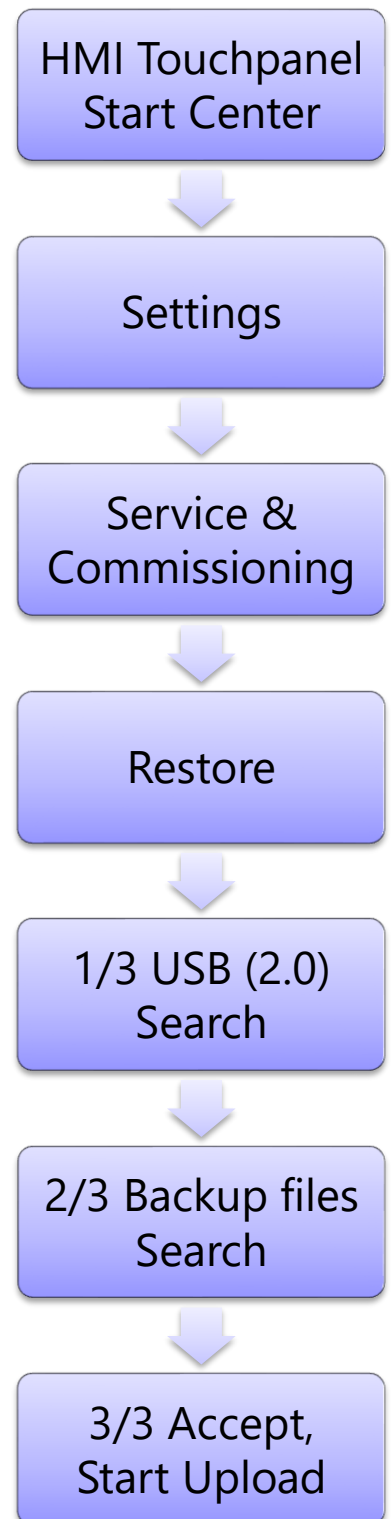 HMI Touchpanel
Start Center
Settings
Service &
Commissioning
Restore
1/3 USB (2.0)
Search
2/3 Backup files
Search
3/3 Accept,
Start Upload